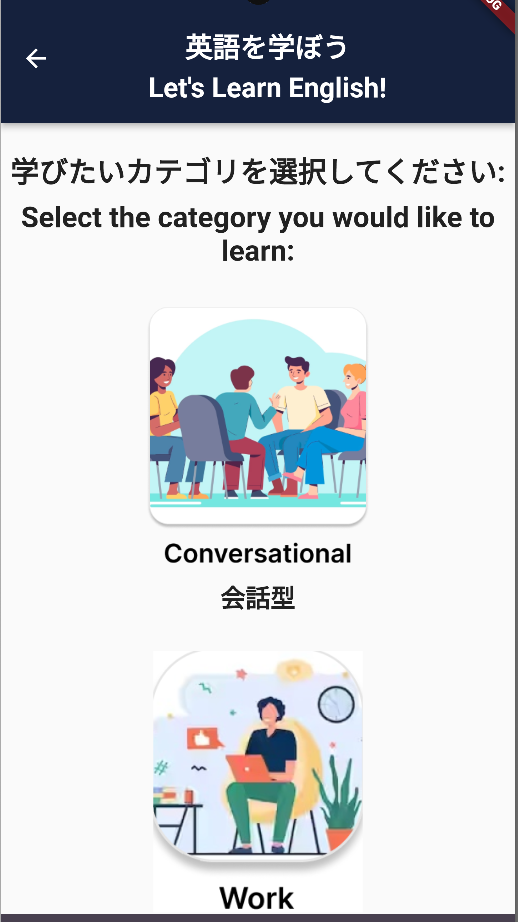 英語を学ぼう
Let's Learn English!
学びたいカテゴリを選択してください:
Select the category you would like to
learn:
Conversational
会話型
#
Work